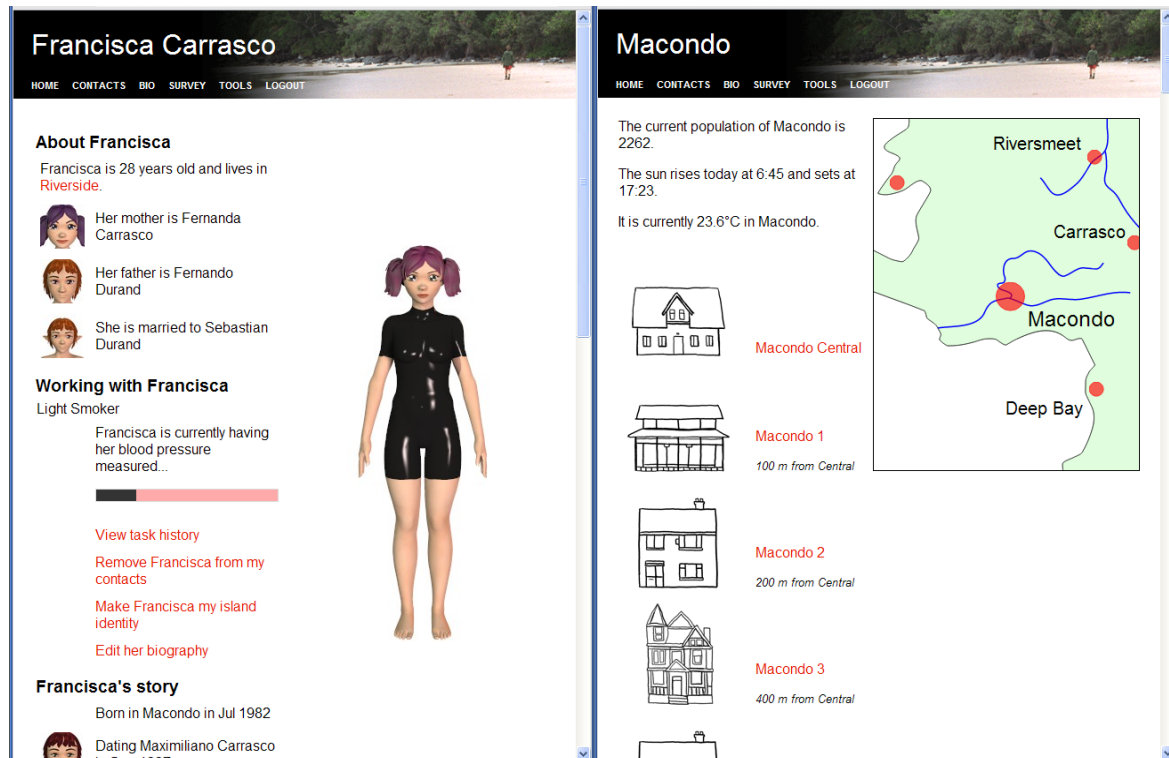 Francisca Carrasco
HOME CONTACTS BIO SURVEY TOOLS LOGOUT
About Francisca
Francisca is 28 years old and lives in
Riverside.
Her mother is Fernanda
Carrasco
Her father is Fernando
Durand
She is married to Sebastian
Durand
Working with Francisca
Light Smoker
Francisca is currently having
her blood pressure
measured...
View task history
Remove Francisca from my
contacts
Make Francisca my island
identity
Edit her biography
Francisca's story
Born in Macondo in Jul 1982
Dating Maximiliano Carrasco
Macondo
HOME CONTACTS BIO SURVEY TOOLS LOGOUT
The current population of Macondo is
2262.
The sun rises today at 6:45 and sets at
17:23.
It is currently 23.6°C in Macondo.
Riversmeet
Carrasco
Macondo
Deep Bay
Macondo Central
Macondo 1
100 m from Central
Macondo 2
200 m from Central
Macondo 3
400 m from Central